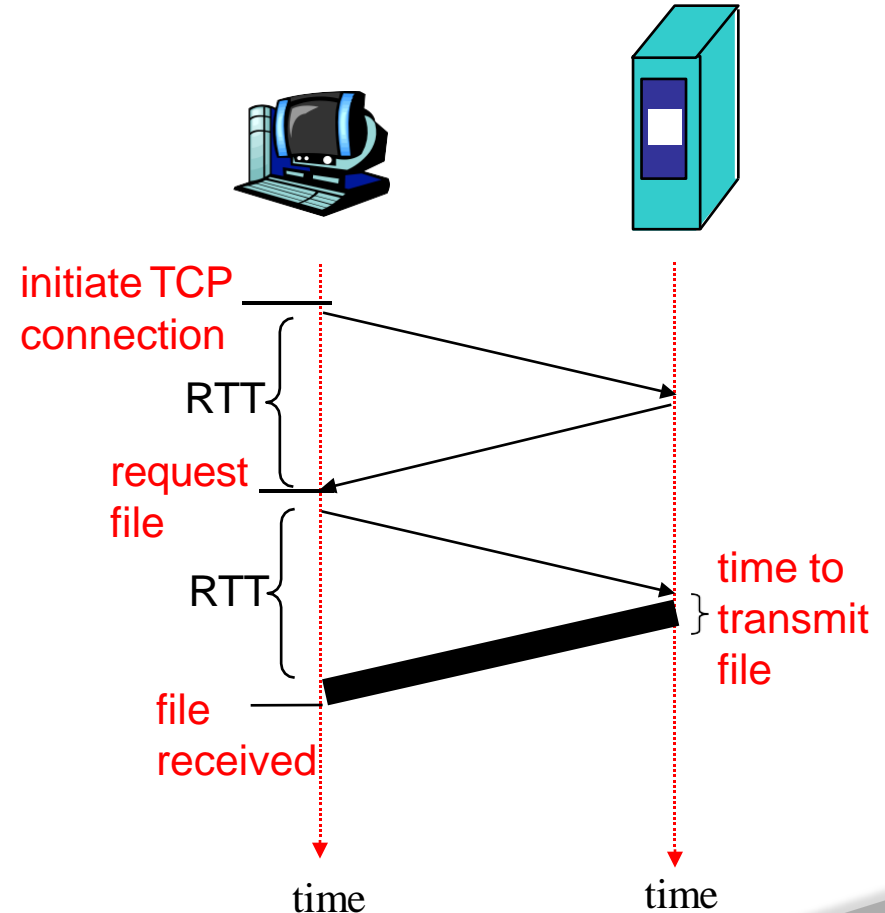 initiate TCP
connection
RTT
request
file
RTT
time to
transmit
file
file
received
time
time